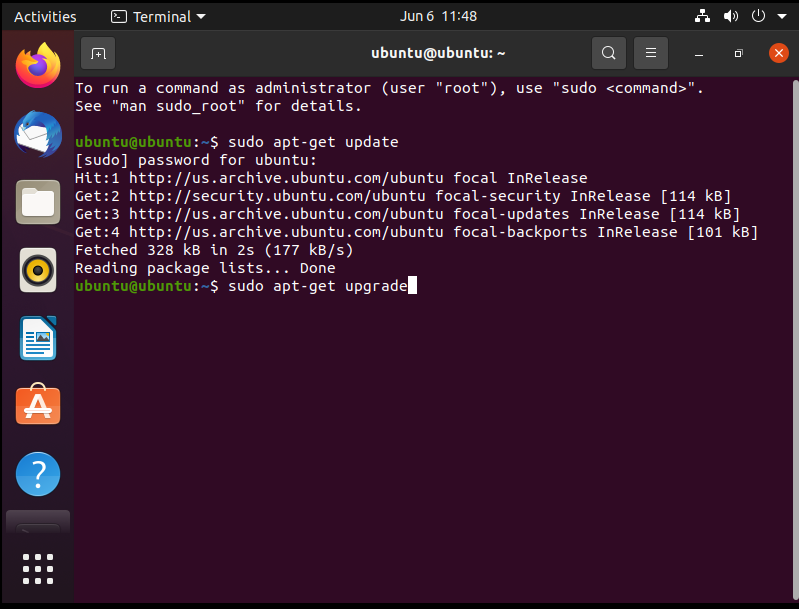 Activities
Terminal
Jun 6 11:48
ubuntu@ubuntu: ~
To run a command as administrator (user "root"), use "sudo <command>".
See "man sudo_root" for details.
ubuntu@ubuntu:~$ sudo apt-get update
[sudo] password for ubuntu:
Hit:1 http://us.archive.ubuntu.com/ubuntu focal InRelease
Get:2 http://security.ubuntu.com/ubuntu focal-security InRelease [114 kB]
Get:3 http://us.archive.ubuntu.com/ubuntu focal-updates InRelease [114 kB]
Get:4 http://us.archive.ubuntu.com/ubuntu focal-backports InRelease [101 kB]
Fetched 328 kB in 2s (177 kB/s)
Reading package lists... Done
ubuntu@ubuntu:~$ sudo apt-get upgrade